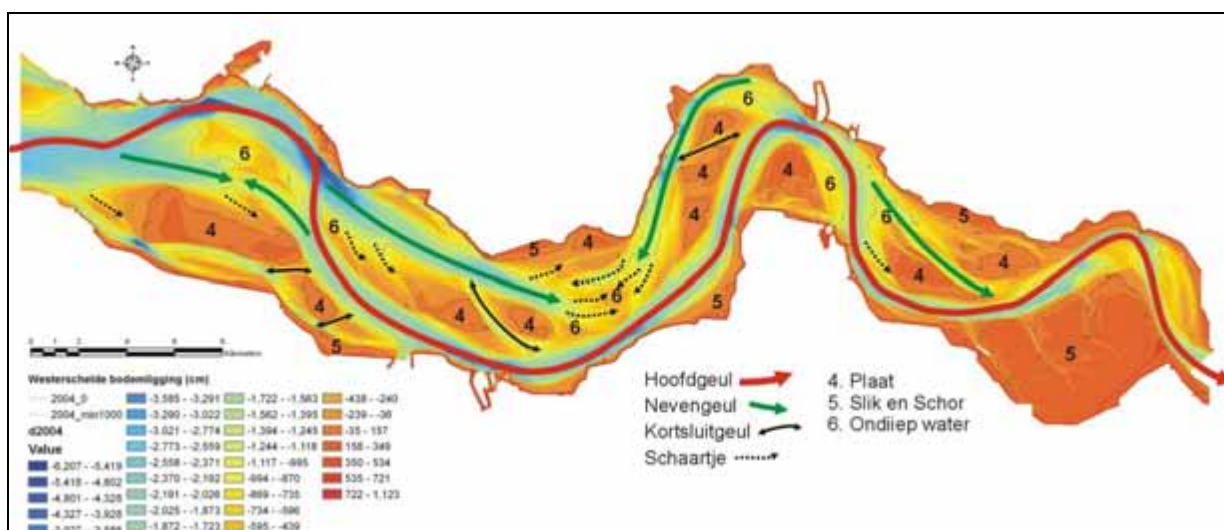 6
4
4
6
6
4
4
4
4
6
5
4
6
4
4
5
4
4
6
6
5
5
4
4
5
Westerschelde bodemligging (cm)
2004_0
2004_min1000
d2004
Value
-6,207 - -5,419
-5,418 - -4,802
-4,801 - -4,328
-4,327 - -3,928
-3,585 - -3,291
-3,290 - -3,022
-3,021 - -2,774
-2,773 - -2,559
-2,558 - -2,371
-2,370 - -2,192
-2,191 - -2,026
-2,025 - -1,873
-1,872 - -1,723
-1,722 - -1,563
-1,562 - -1,395
-1,394 - -1,245
-1,244 - -1,118
-1,117 - -995
-994 - -870
-869 - -735
-734 - -596
-595 - -439
-438 - -240
-239 - -36
-35 - 157
158 - 349
350 - 534
535 - 721
722 - 1,123
Hoofdgeul
Nevengeul
Kortsluitgeul
Schaartje
4. Plaat
5. Slik en Schor
6. Ondiep water